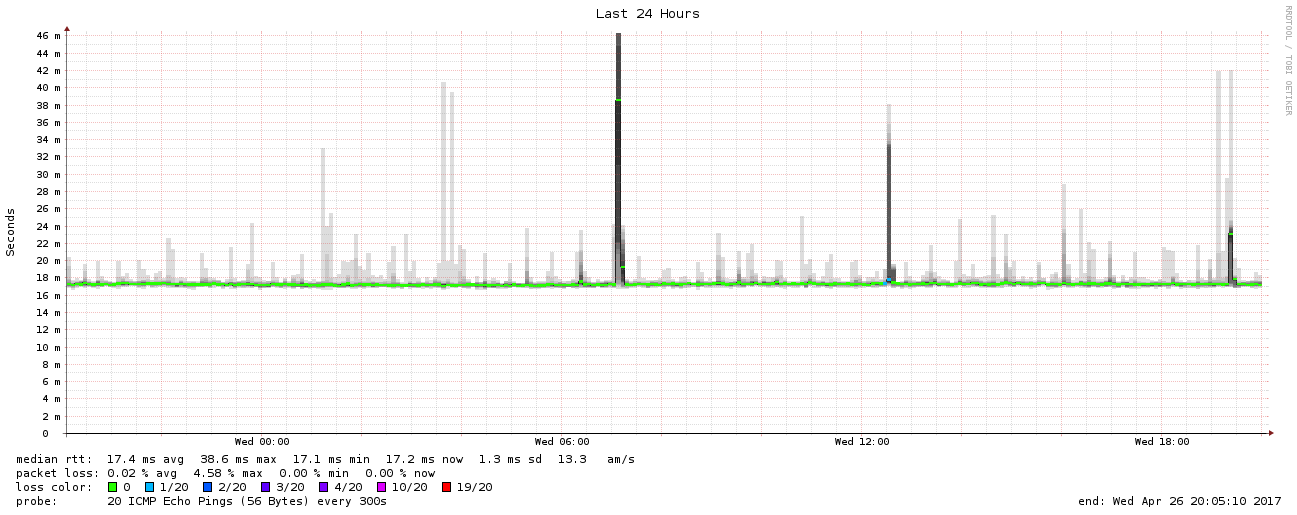 Last 24 Hours
RRDTOOL / TOBI OETIKER
Seconds
46 m
44 m
42 m
40 m
38 m
36 m
34 m
32 m
30 m
28 m
26 m
24 m
22 m
20 m
18 m
16 m
14 m
12 m
10 m
8 m
6 m
4 m
2 m
0
Wed 00:00 Wed 06:00 Wed 12:00 Wed 18:00
median rtt: 17.4 ms avg 38.6 ms max 17.1 ms min 17.2 ms now 1.3 ms sd 13.3 am/s
packet loss: 0.02 % avg 4.58 % max 0.00 % min 0.00 % now
loss color: 0 1/20 2/20 3/20 4/20 10/20 19/20
probe: 20 ICMP Echo Pings (56 Bytes) every 300s end: Wed Apr 26 20:05:10 2017